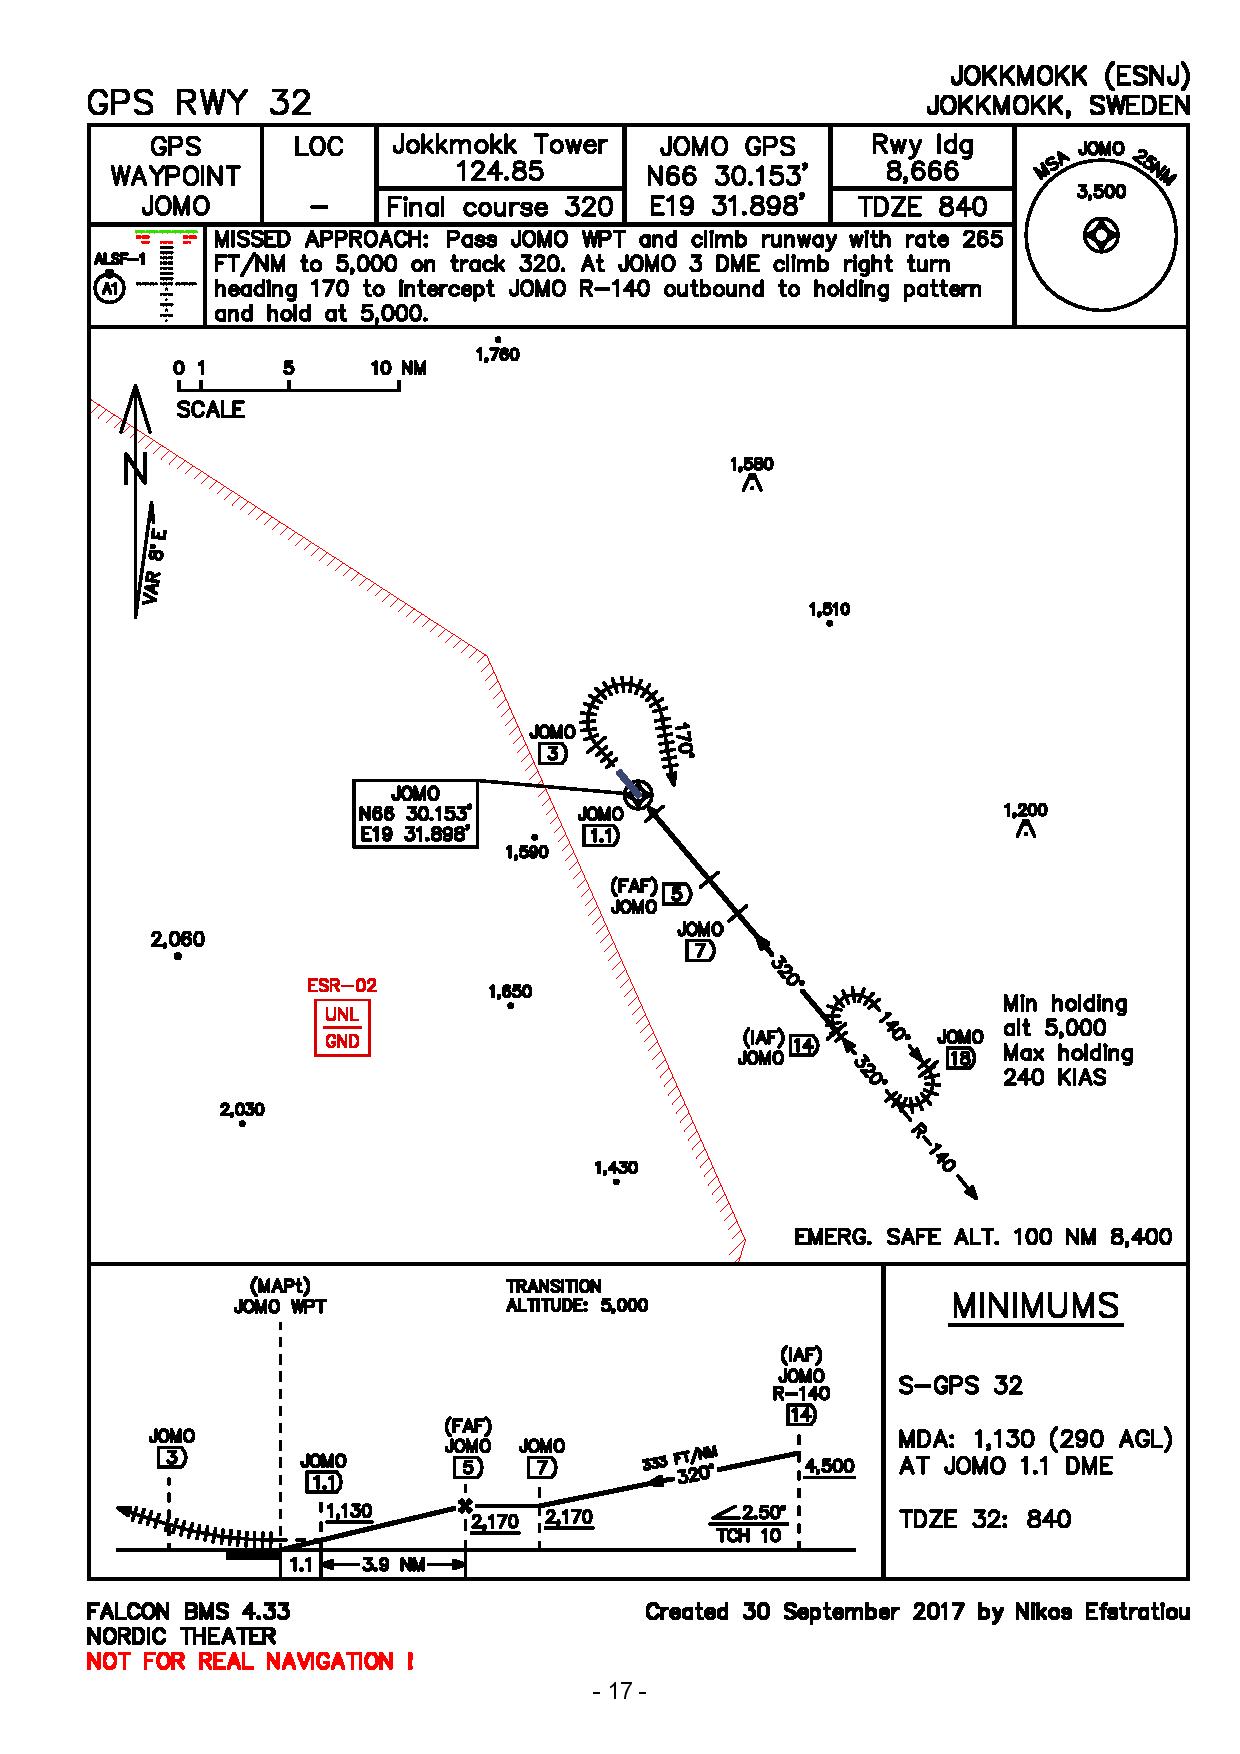 JOKKMOKK (ESNJ)
GPS RWY 32
JOKKMOKK, SWEDEN
GPS
WAYPOINT
JOMO
LOC
-
Jokkmokk Tower
124.85
Final course 320
JOMO GPS
N66 30.153'
E19 31.898'
Rwy ldg
8,666
TDZE 840
MSA JOMO 25NM
3,500
ALSF-1
A1
MISSED APPROACH: Pass JOMO WPT and climb runway with rate 265
FT/NM to 5,000 on track 320. At JOMO 3 DME climb right turn
heading 170 to intercept JOMO R-140 outbound to holding pattern
and hold at 5,000.
1,760
0 1 5 10 NM
SCALE
N
VAR 8° E
1,580
1,510
JOMO
3
170°
JOMO
N66 30.153'
E19 31.898'
JOMO
1.1
1,590
1,200
(FAF)
JOMO
5
JOMO
7
2,060
320°
ESR-02
UNL
GND
1,650
(IAF)
JOMO
14
140°
320°
JOMO
18
Min holding
alt 5,000
Max holding
240 KIAS
2,030
R-140
1,430
EMERG. SAFE ALT. 100 NM 8,400
(MAPt)
JOMO WPT
TRANSITION
ALTITUDE: 5,000
MINIMUMS
(IAF)
JOMO
R-140
14
S-GPS 32
(FAF)
JOMO
5
JOMO
7
JOMO
3
JOMO
1.1
333 FT/NM
320°
4,500
MDA: 1,130 (290 AGL)
AT JOMO 1.1 DME
1,130
2,170
2,170
2.50°
TCH 10
TDZE 32: 840
1.1
3.9 NM
FALCON BMS 4.33
Created 30 September 2017 by Nikos Efstratiou
NORDIC THEATER
NOT FOR REAL NAVIGATION !
- 17 -